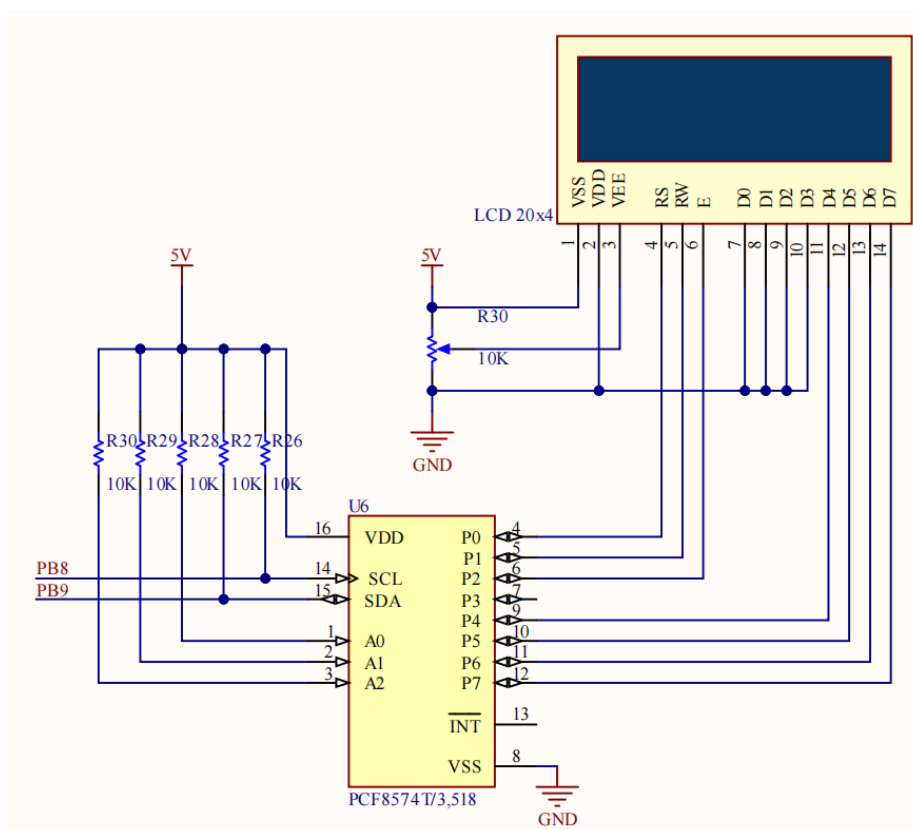 VSS
VDD
VEE
RS
RW
E
D0
D1
D2
D3
D4
D5
D6
D7
LCD 20x4
1
2
3
4
5
6
7
8
9
10
11
12
13
14
5V
5V
R30
10K
GND
R30 R29 R28 R27 R26
10K 10K 10K 10K 10K
U6
16 VDD P0 4
P1 5
PB8 14 SCL P2 6
PB9 15 SDA P3 7
P4 9
1 A0 P5 10
2 A1 P6 11
3 A2 P7 12
INT 13
VSS 8
PCF8574T/3,518
GND